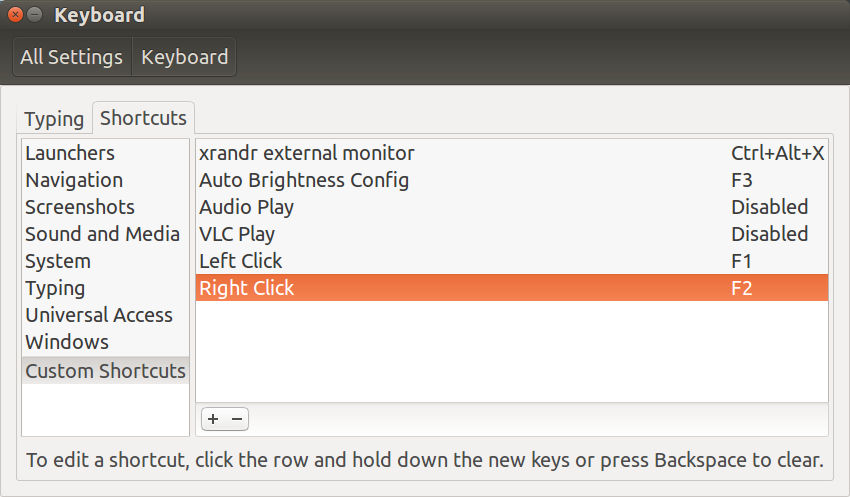 Keyboard
All Settings Keyboard
Typing Shortcuts
Launchers
Navigation
Screenshots
Sound and Media
System
Typing
Universal Access
Windows
Custom Shortcuts
xrandr external monitor Ctrl+Alt+X
Auto Brightness Config F3
Audio Play Disabled
VLC Play Disabled
Left Click F1
Right Click F2
+ −
To edit a shortcut, click the row and hold down the new keys or press Backspace to clear.